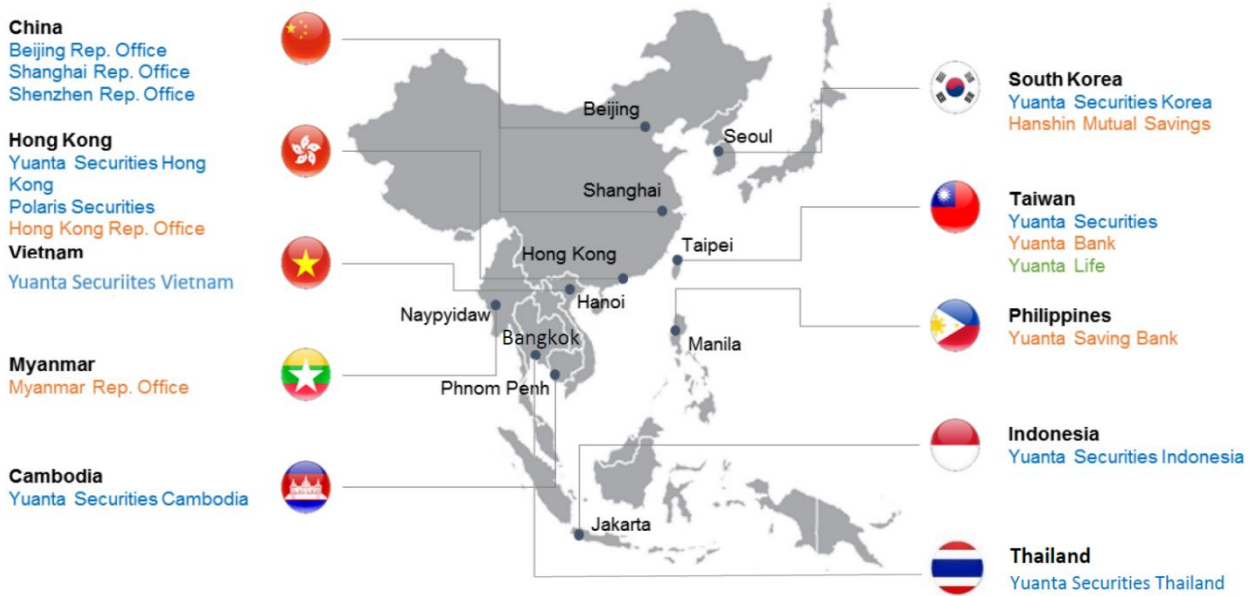 China
Beijing Rep. Office
Shanghai Rep. Office
Shenzhen Rep. Office
Hong Kong
Yuanta Securities Hong
Kong
Polaris Securities
Hong Kong Rep. Office
Vietnam
Yuanta Securiites Vietnam
Myanmar
Myanmar Rep. Office
Cambodia
Yuanta Securities Cambodia
Beijing
Seoul
Shanghai
Hong Kong
Taipei
Hanoi
Naypyidaw
Bangkok
Manila
Phnom Penh
Jakarta
South Korea
Yuanta Securities Korea
Hanshin Mutual Savings
Taiwan
Yuanta Securities
Yuanta Bank
Yuanta Life
Philippines
Yuanta Saving Bank
Indonesia
Yuanta Securities Indonesia
Thailand
Yuanta Securities Thailand